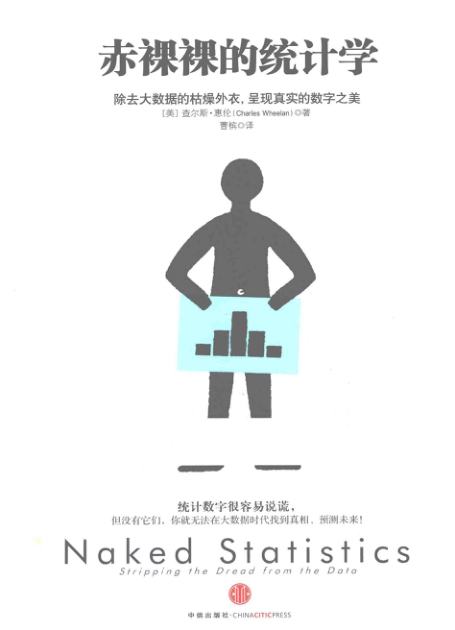 赤裸裸的统计学
除去大数据的枯燥外衣,呈现真实的数字之美
[美] 查尔斯·惠伦(Charles Wheelan)◎著
曹槟◎译
统计数字很容易说谎,
但没有它们,你就无法在大数据时代找到真相、预测未来!
Naked Statistics
Stripping the Dread from the Data
中信出版社·CHINACITICPRESS